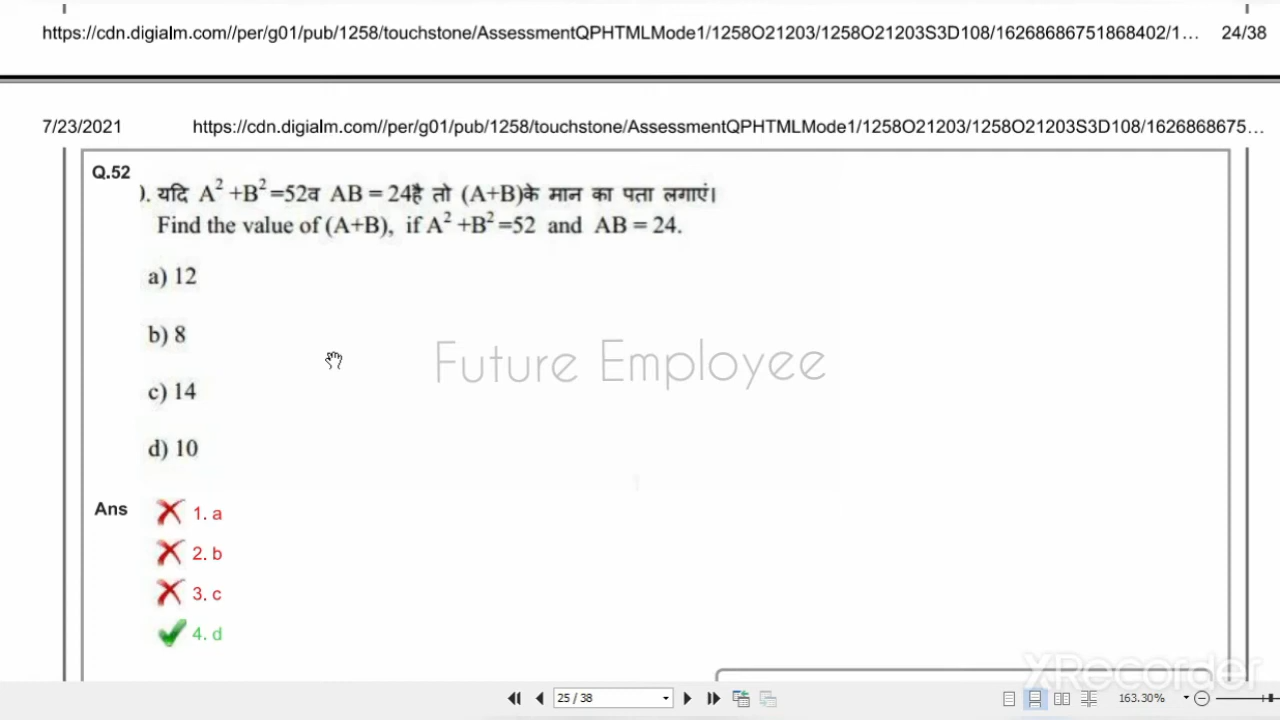 https://cdn.digialm.com//per/g01/pub/1258/touchstone/AssessmentQPHTMLMode1/1258O21203/1258O21203S3D108/16268686751868402/1... 24/38
7/23/2021 https://cdn.digialm.com//per/g01/pub/1258/touchstone/AssessmentQPHTMLMode1/1258O21203/1258O21203S3D108/1626868675...
Q.52
). यदि A² +B² =52व AB = 24है तो (A+B)के मान का पता लगाएं।
Find the value of (A+B), if A² +B² =52 and AB = 24.
a) 12
b) 8
Future Employee
c) 14
d) 10
Ans
1. a
2. b
3. c
4. d
XRecorder
25 / 38
163.30%